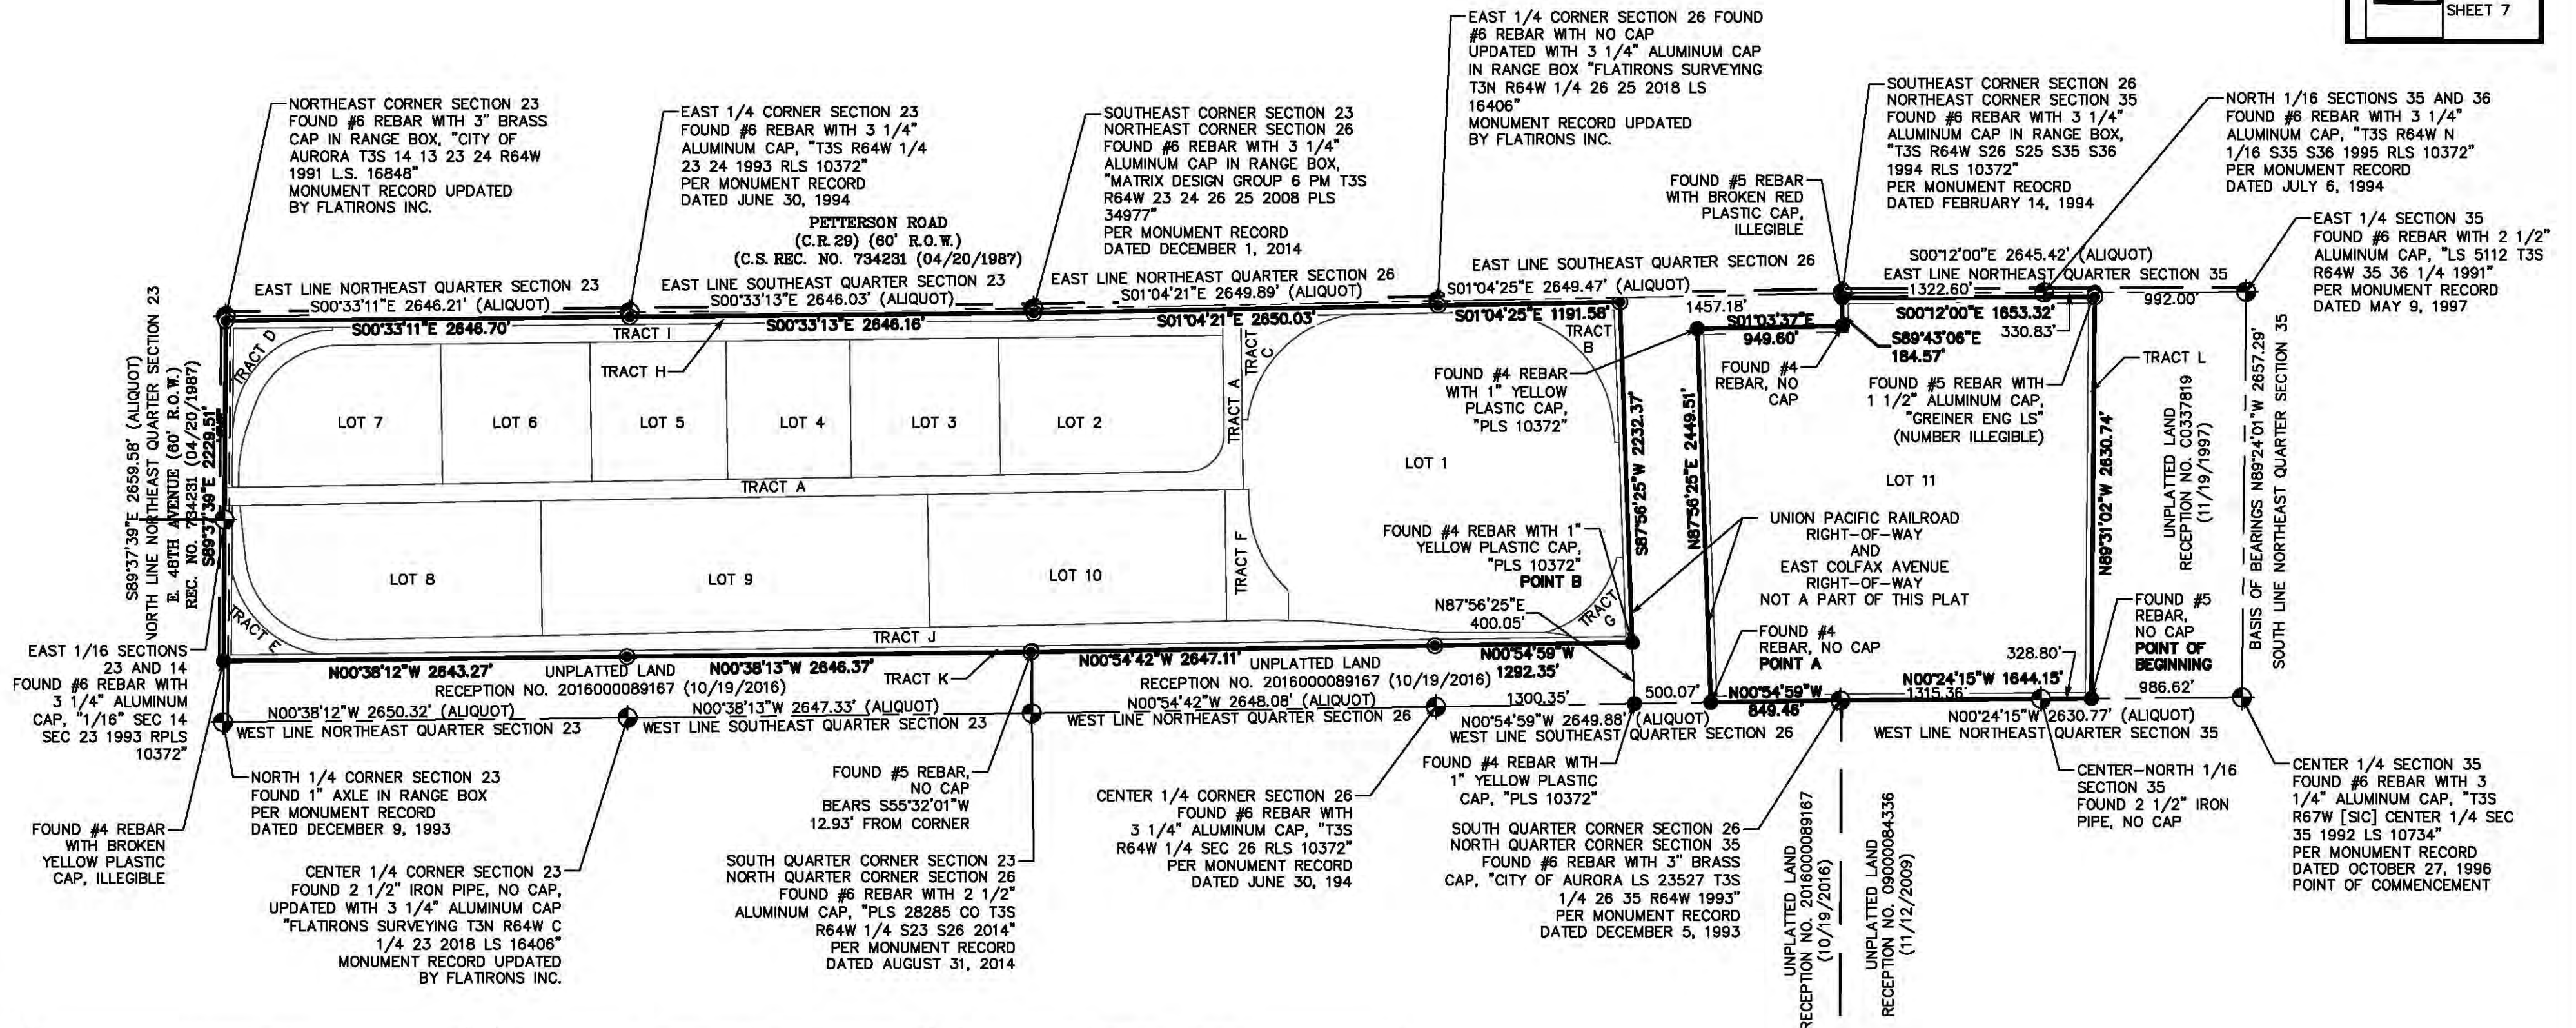 SHEET 7
EAST 1/4 CORNER SECTION 26 FOUND
#6 REBAR WITH NO CAP
UPDATED WITH 3 1/4" ALUMINUM CAP
IN RANGE BOX "FLATIRONS SURVEYING
T3N R64W 1/4 26 25 2018 LS
16406"
MONUMENT RECORD UPDATED
BY FLATIRONS INC.
NORTHEAST CORNER SECTION 23
FOUND #6 REBAR WITH 3" BRASS
CAP IN RANGE BOX, "CITY OF
AURORA T3S 14 13 23 24 R64W
1991 L.S. 16848"
MONUMENT RECORD UPDATED
BY FLATIRONS INC.
EAST 1/4 CORNER SECTION 23
FOUND #6 REBAR WITH 3 1/4"
ALUMINUM CAP, "T3S R64W 1/4
23 24 1993 RLS 10372"
PER MONUMENT RECORD
DATED JUNE 30, 1994
PETTERSON ROAD
(C.R. 29) (60' R.O.W.)
(C.S. REC. NO. 734231 (04/20/1987)
SOUTHEAST CORNER SECTION 23
NORTHEAST CORNER SECTION 26
FOUND #6 REBAR WITH 3 1/4"
ALUMINUM CAP IN RANGE BOX,
"MATRIX DESIGN GROUP 6 PM T3S
R64W 23 24 26 25 2008 PLS
34977"
PER MONUMENT RECORD
DATED DECEMBER 1, 2014
FOUND #5 REBAR
WITH BROKEN RED
PLASTIC CAP,
ILLEGIBLE
SOUTHEAST CORNER SECTION 26
NORTHEAST CORNER SECTION 35
FOUND #6 REBAR WITH 3 1/4"
ALUMINUM CAP IN RANGE BOX,
"T3S R64W S26 S25 S35 S36
1994 RLS 10372"
PER MONUMENT REOCRD
DATED FEBRUARY 14, 1994
NORTH 1/16 SECTIONS 35 AND 36
FOUND #6 REBAR WITH 3 1/4"
ALUMINUM CAP, "T3S R64W N
1/16 S35 S36 1995 RLS 10372"
PER MONUMENT RECORD
DATED JULY 6, 1994
EAST 1/4 SECTION 35
FOUND #6 REBAR WITH 2 1/2"
ALUMINUM CAP, "LS 5112 T3S
R64W 35 36 1/4 1991"
PER MONUMENT RECORD
DATED MAY 9, 1997
EAST LINE NORTHEAST QUARTER SECTION 23
S00°33'11"E 2646.21' (ALIQUOT)
S00°33'11"E 2646.70'
EAST LINE SOUTHEAST QUARTER SECTION 23
S00°33'13"E 2646.03' (ALIQUOT)
S00°33'13"E 2646.16'
EAST LINE NORTHEAST QUARTER SECTION 26
S01°04'21"E 2649.89' (ALIQUOT)
S01°04'21"E 2650.03'
EAST LINE SOUTHEAST QUARTER SECTION 26
S01°04'25"E 2649.47' (ALIQUOT)
1457.18'
S01°04'25"E 1191.58'
S01°03'37"E
949.60'
S00°12'00"E 2645.42' (ALIQUOT)
EAST LINE NORTHEAST QUARTER SECTION 35
1322.60'
992.00'
S00°12'00"E 1653.32'
330.83'
S89°43'06"E
184.57'
FOUND #4
REBAR, NO
CAP
FOUND #4 REBAR
WITH 1" YELLOW
PLASTIC CAP,
"PLS 10372"
FOUND #5 REBAR WITH
1 1/2" ALUMINUM CAP,
"GREINER ENG LS"
(NUMBER ILLEGIBLE)
TRACT L
UNPLATTED LAND
RECEPTION NO. C0337819
(11/19/1997)
BASIS OF BEARINGS N89°24'01"W 2657.29'
SOUTH LINE NORTHEAST QUARTER SECTION 35
N89°31'02"W 2630.74'
S89°37'39"E 2659.58' (ALIQUOT)
NORTH LINE NORTHEAST QUARTER SECTION 23
E. 48TH AVENUE (60' R.O.W.)
REC. NO. 734231 (04/20/1987)
S89°37'39"E 2229.51'
TRACT D
TRACT I
TRACT H
TRACT A
TRACT C
TRACT B
LOT 7
LOT 6
LOT 5
LOT 4
LOT 3
LOT 2
LOT 1
LOT 11
TRACT A
S87°56'25"W 2232.37'
N87°56'25"E 2449.51'
LOT 8
LOT 9
LOT 10
TRACT E
TRACT F
TRACT G
TRACT J
TRACT K
FOUND #4 REBAR WITH 1"
YELLOW PLASTIC CAP,
"PLS 10372"
POINT B
N87°56'25"E
400.05'
UNION PACIFIC RAILROAD
RIGHT-OF-WAY
AND
EAST COLFAX AVENUE
RIGHT-OF-WAY
NOT A PART OF THIS PLAT
FOUND #4
REBAR, NO CAP
POINT A
FOUND #5
REBAR,
NO CAP
POINT OF
BEGINNING
N00°38'12"W 2643.27'
UNPLATTED LAND
RECEPTION NO. 2016000089167 (10/19/2016)
N00°38'13"W 2646.37'
N00°54'42"W 2647.11'
UNPLATTED LAND
RECEPTION NO. 2016000089167 (10/19/2016)
N00°54'59"W
1292.35'
N00°38'12"W 2650.32' (ALIQUOT)
WEST LINE NORTHEAST QUARTER SECTION 23
N00°38'13"W 2647.33' (ALIQUOT)
WEST LINE SOUTHEAST QUARTER SECTION 23
N00°54'42"W 2648.08' (ALIQUOT)
WEST LINE NORTHEAST QUARTER SECTION 26
1300.35'
500.07'
N00°54'59"W
849.46'
N00°54'59"W 2649.88' (ALIQUOT)
WEST LINE SOUTHEAST QUARTER SECTION 26
N00°24'15"W 1644.15'
1315.36'
328.80'
986.62'
N00°24'15"W 2630.77' (ALIQUOT)
WEST LINE NORTHEAST QUARTER SECTION 35
EAST 1/16 SECTIONS
23 AND 14
FOUND #6 REBAR WITH
3 1/4" ALUMINUM
CAP, "1/16" SEC 14
SEC 23 1993 RPLS
10372"
FOUND #4 REBAR
WITH BROKEN
YELLOW PLASTIC
CAP, ILLEGIBLE
NORTH 1/4 CORNER SECTION 23
FOUND 1" AXLE IN RANGE BOX
PER MONUMENT RECORD
DATED DECEMBER 9, 1993
CENTER 1/4 CORNER SECTION 23
FOUND 2 1/2" IRON PIPE, NO CAP,
UPDATED WITH 3 1/4" ALUMINUM CAP
"FLATIRONS SURVEYING T3N R64W C
1/4 23 2018 LS 16406"
MONUMENT RECORD UPDATED
BY FLATIRONS INC.
FOUND #5 REBAR,
NO CAP
BEARS S55°32'01"W
12.93' FROM CORNER
SOUTH QUARTER CORNER SECTION 23
NORTH QUARTER CORNER SECTION 26
FOUND #6 REBAR WITH 2 1/2"
ALUMINUM CAP, "PLS 28285 CO T3S
R64W 1/4 S23 S26 2014"
PER MONUMENT RECORD
DATED AUGUST 31, 2014
CENTER 1/4 CORNER SECTION 26
FOUND #6 REBAR WITH
3 1/4" ALUMINUM CAP, "T3S
R64W 1/4 SEC 26 RLS 10372"
PER MONUMENT RECORD
DATED JUNE 30, 194
FOUND #4 REBAR WITH
1" YELLOW PLASTIC
CAP, "PLS 10372"
SOUTH QUARTER CORNER SECTION 26
NORTH QUARTER CORNER SECTION 35
FOUND #6 REBAR WITH 3" BRASS
CAP, "CITY OF AURORA LS 23527 T3S
1/4 26 35 R64W 1993"
PER MONUMENT RECORD
DATED DECEMBER 5, 1993
UNPLATTED LAND
RECEPTION NO. 2016000089167
(10/19/2016)
UNPLATTED LAND
RECEPTION NO. 09000084336
(11/12/2009)
CENTER-NORTH 1/16
SECTION 35
FOUND 2 1/2" IRON
PIPE, NO CAP
CENTER 1/4 SECTION 35
FOUND #6 REBAR WITH 3
1/4" ALUMINUM CAP, "T3S
R67W [SIC] CENTER 1/4 SEC
35 1992 LS 10734"
PER MONUMENT RECORD
DATED OCTOBER 27, 1996
POINT OF COMMENCEMENT